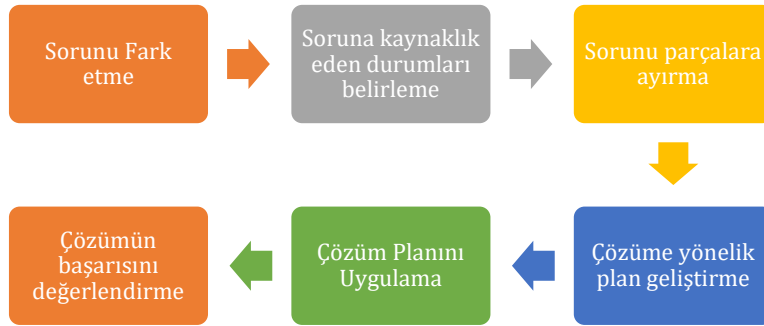 Sorunu Fark
etme
Soruna kaynaklık
eden durumları
belirleme
Sorunu parçalara
ayırma
Çözüme yönelik
plan geliştirme
Çözüm Planını
Uygulama
Çözümün
başarısını
değerlendirme